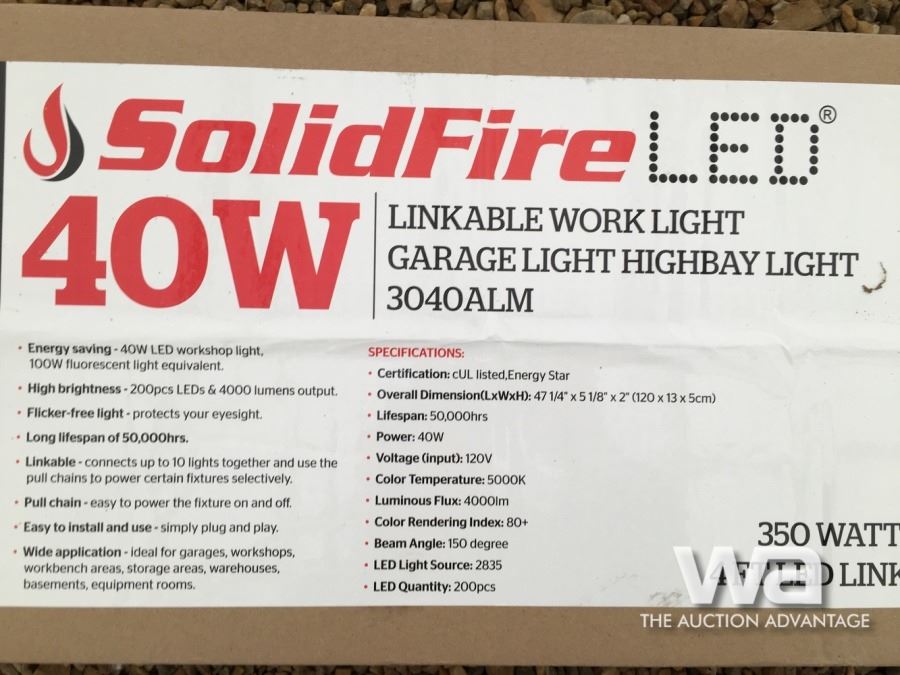 SolidFire LED®
40W
LINKABLE WORK LIGHT
GARAGE LIGHT HIGHBAY LIGHT
3040ALM
• Energy saving - 40W LED workshop light,
100W fluorescent light equivalent.
• High brightness - 200pcs LEDs & 4000 lumens output.
• Flicker-free light - protects your eyesight.
• Long lifespan of 50,000hrs.
• Linkable - connects up to 10 lights together and use the
pull chains to power certain fixtures selectively.
• Pull chain - easy to power the fixture on and off.
• Easy to install and use - simply plug and play.
• Wide application - ideal for garages, workshops,
workbench areas, storage areas, warehouses,
basements, equipment rooms.
SPECIFICATIONS:
• Certification: cUL listed,Energy Star
• Overall Dimension(LxWxH): 47 1/4" x 5 1/8" x 2" (120 x 13 x 5cm)
• Lifespan: 50,000hrs
• Power: 40W
• Voltage (input): 120V
• Color Temperature: 5000K
• Luminous Flux: 4000lm
• Color Rendering Index: 80+
• Beam Angle: 150 degree
• LED Light Source: 2835
• LED Quantity: 200pcs
350 WATT
4FT LED LINK
wa
THE AUCTION ADVANTAGE